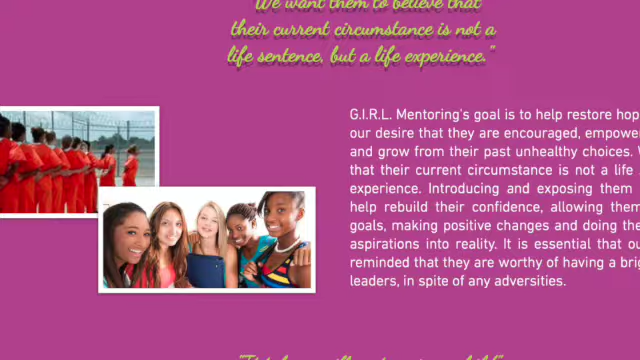 "We want them to believe that
their current circumstance is not a
life sentence, but a life experience."
G.I.R.L. Mentoring's goal is to help restore hop
our desire that they are encouraged, empower
and grow from their past unhealthy choices. W
that their current circumstance is not a life
experience. Introducing and exposing them
help rebuild their confidence, allowing them
goals, making positive changes and doing the
aspirations into reality. It is essential that ou
reminded that they are worthy of having a brig
leaders, in spite of any adversities.